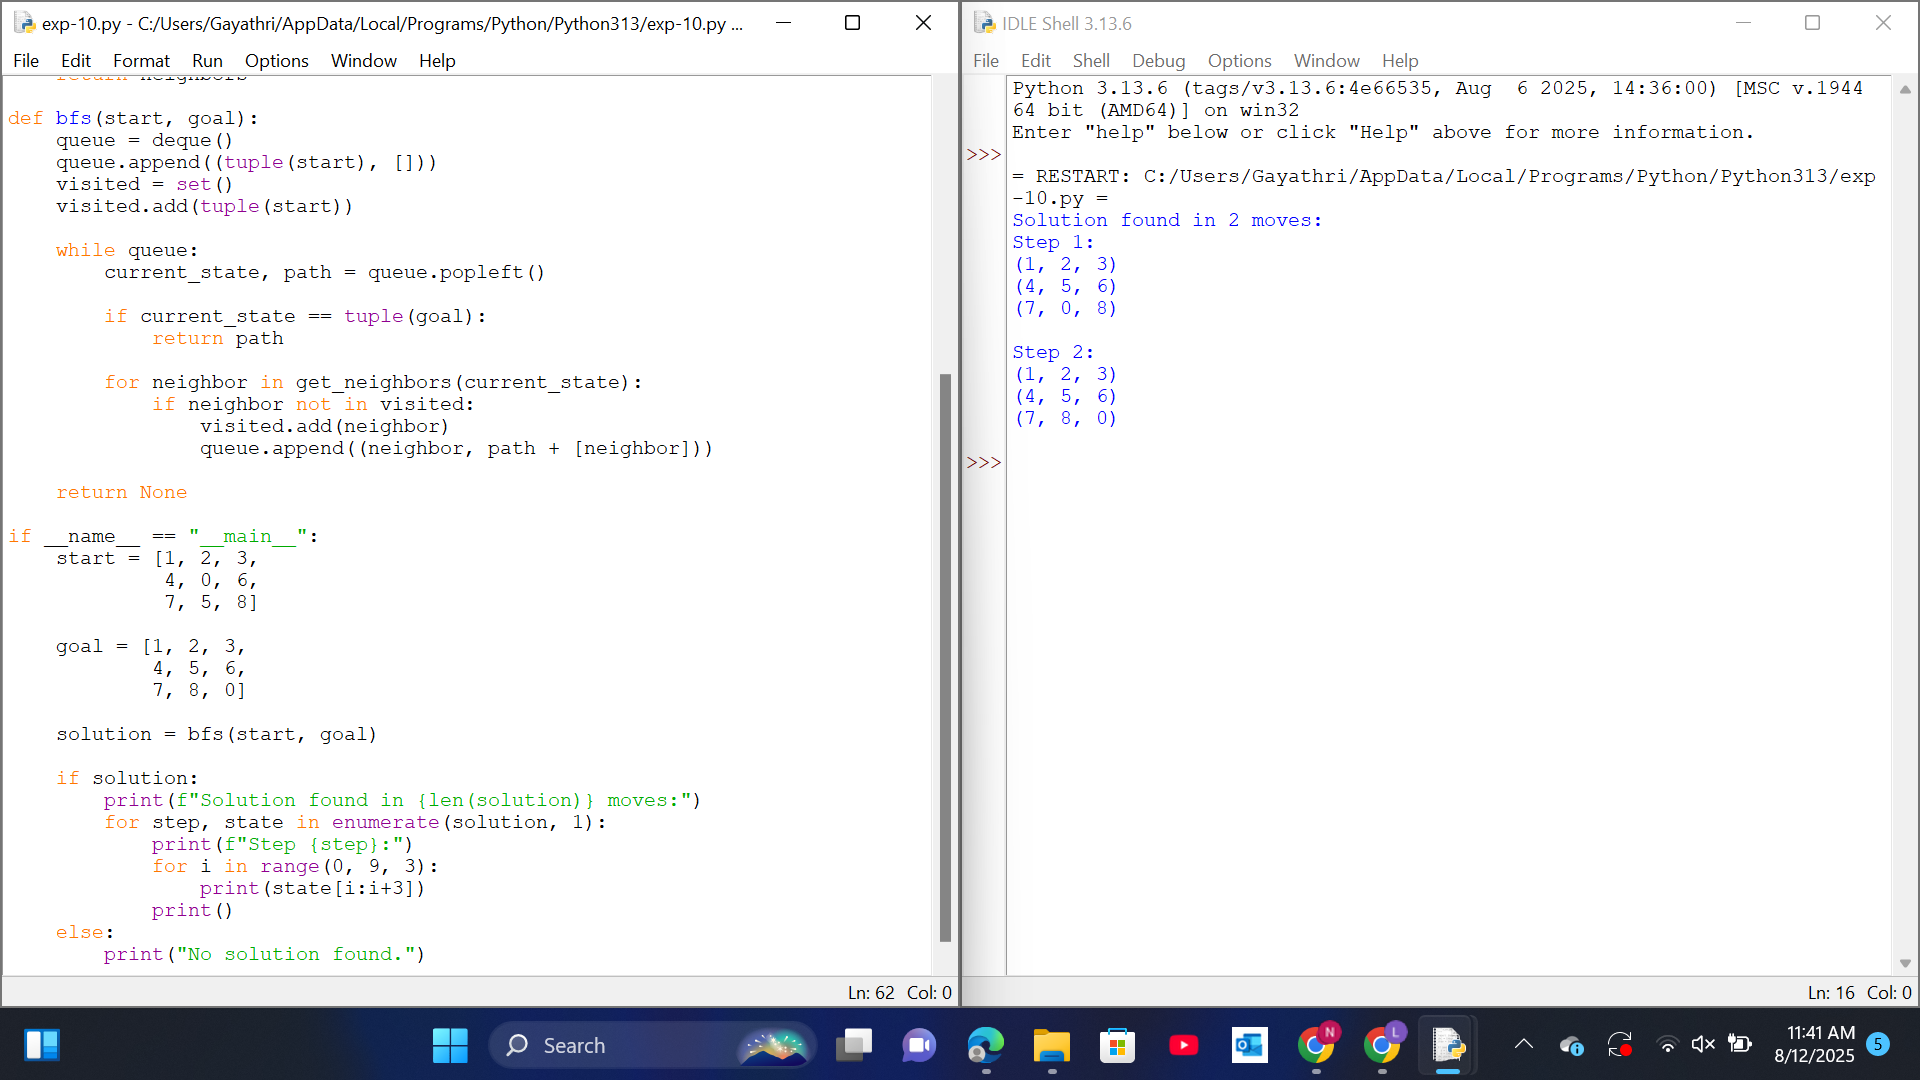 exp-10.py - C:/Users/Gayathri/AppData/Local/Programs/Python/Python313/exp-10.py ...
File Edit Format Run Options Window Help
return neighbors
def bfs(start, goal):
    queue = deque()
    queue.append((tuple(start), []))
    visited = set()
    visited.add(tuple(start))
    while queue:
        current_state, path = queue.popleft()
        if current_state == tuple(goal):
            return path
        for neighbor in get_neighbors(current_state):
            if neighbor not in visited:
                visited.add(neighbor)
                queue.append((neighbor, path + [neighbor]))
    return None
if __name__ == "__main__":
    start = [1, 2, 3,
             4, 0, 6,
             7, 5, 8]
    goal = [1, 2, 3,
            4, 5, 6,
            7, 8, 0]
    solution = bfs(start, goal)
    if solution:
        print(f"Solution found in {len(solution)} moves:")
        for step, state in enumerate(solution, 1):
            print(f"Step {step}:")
            for i in range(0, 9, 3):
                print(state[i:i+3])
            print()
    else:
        print("No solution found.")
Ln: 62 Col: 0
IDLE Shell 3.13.6
File Edit Shell Debug Options Window Help
Python 3.13.6 (tags/v3.13.6:4e66535, Aug  6 2025, 14:36:00) [MSC v.1944
64 bit (AMD64)] on win32
Enter "help" below or click "Help" above for more information.
>>>
= RESTART: C:/Users/Gayathri/AppData/Local/Programs/Python/Python313/exp
-10.py =
Solution found in 2 moves:
Step 1:
(1, 2, 3)
(4, 5, 6)
(7, 0, 8)
Step 2:
(1, 2, 3)
(4, 5, 6)
(7, 8, 0)
>>>
Ln: 16 Col: 0
Search
N
L
11:41 AM
8/12/2025
5